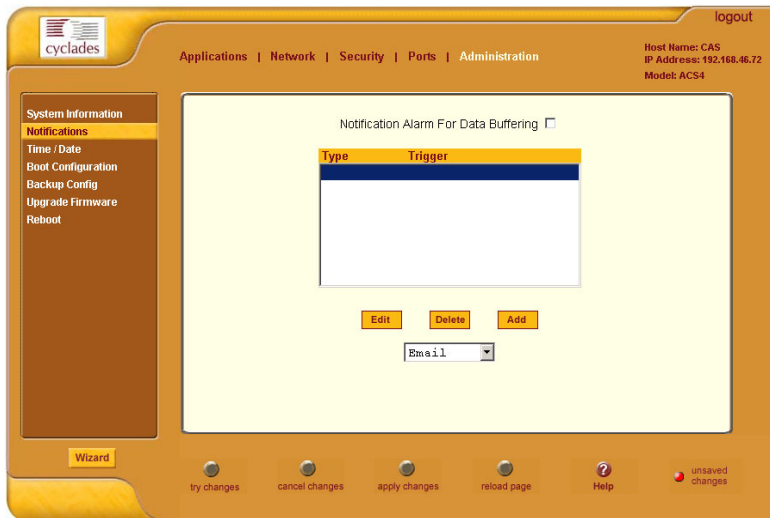 logout
cyclades
Applications | Network | Security | Ports | Administration
Host Name: CAS
IP Address: 192.168.46.72
Model: ACS4
System Information
Notifications
Time / Date
Boot Configuration
Backup Config
Upgrade Firmware
Reboot
Notification Alarm For Data Buffering
Type Trigger
Edit Delete Add
Email
Wizard
try changes cancel changes apply changes reload page ? Help unsaved changes